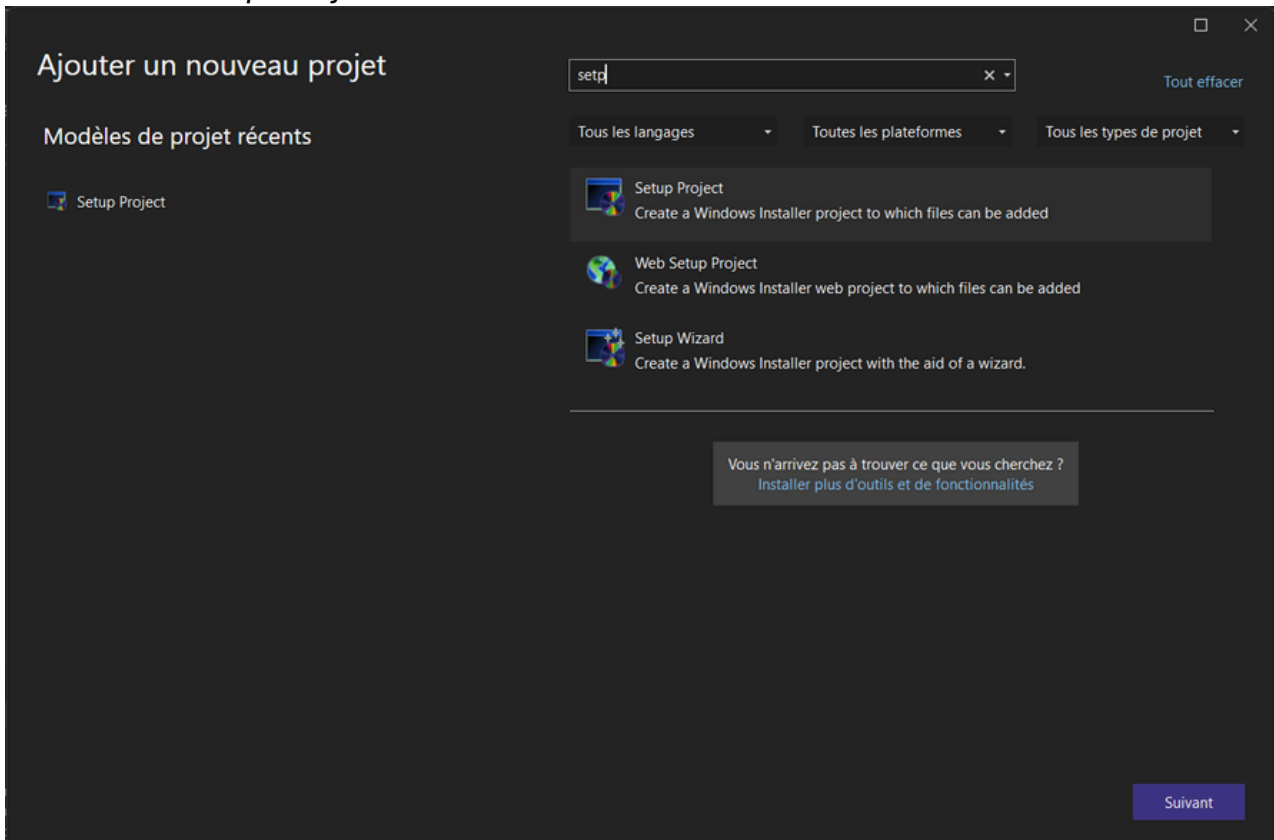 Ajouter un nouveau projet
setp
Tout effacer
Modèles de projet récents
Tous les langages
Toutes les plateformes
Tous les types de projet
Setup Project
Setup Project
Create a Windows Installer project to which files can be added
Web Setup Project
Create a Windows Installer web project to which files can be added
Setup Wizard
Create a Windows Installer project with the aid of a wizard.
Vous n'arrivez pas à trouver ce que vous cherchez ?
Installer plus d'outils et de fonctionnalités
Suivant